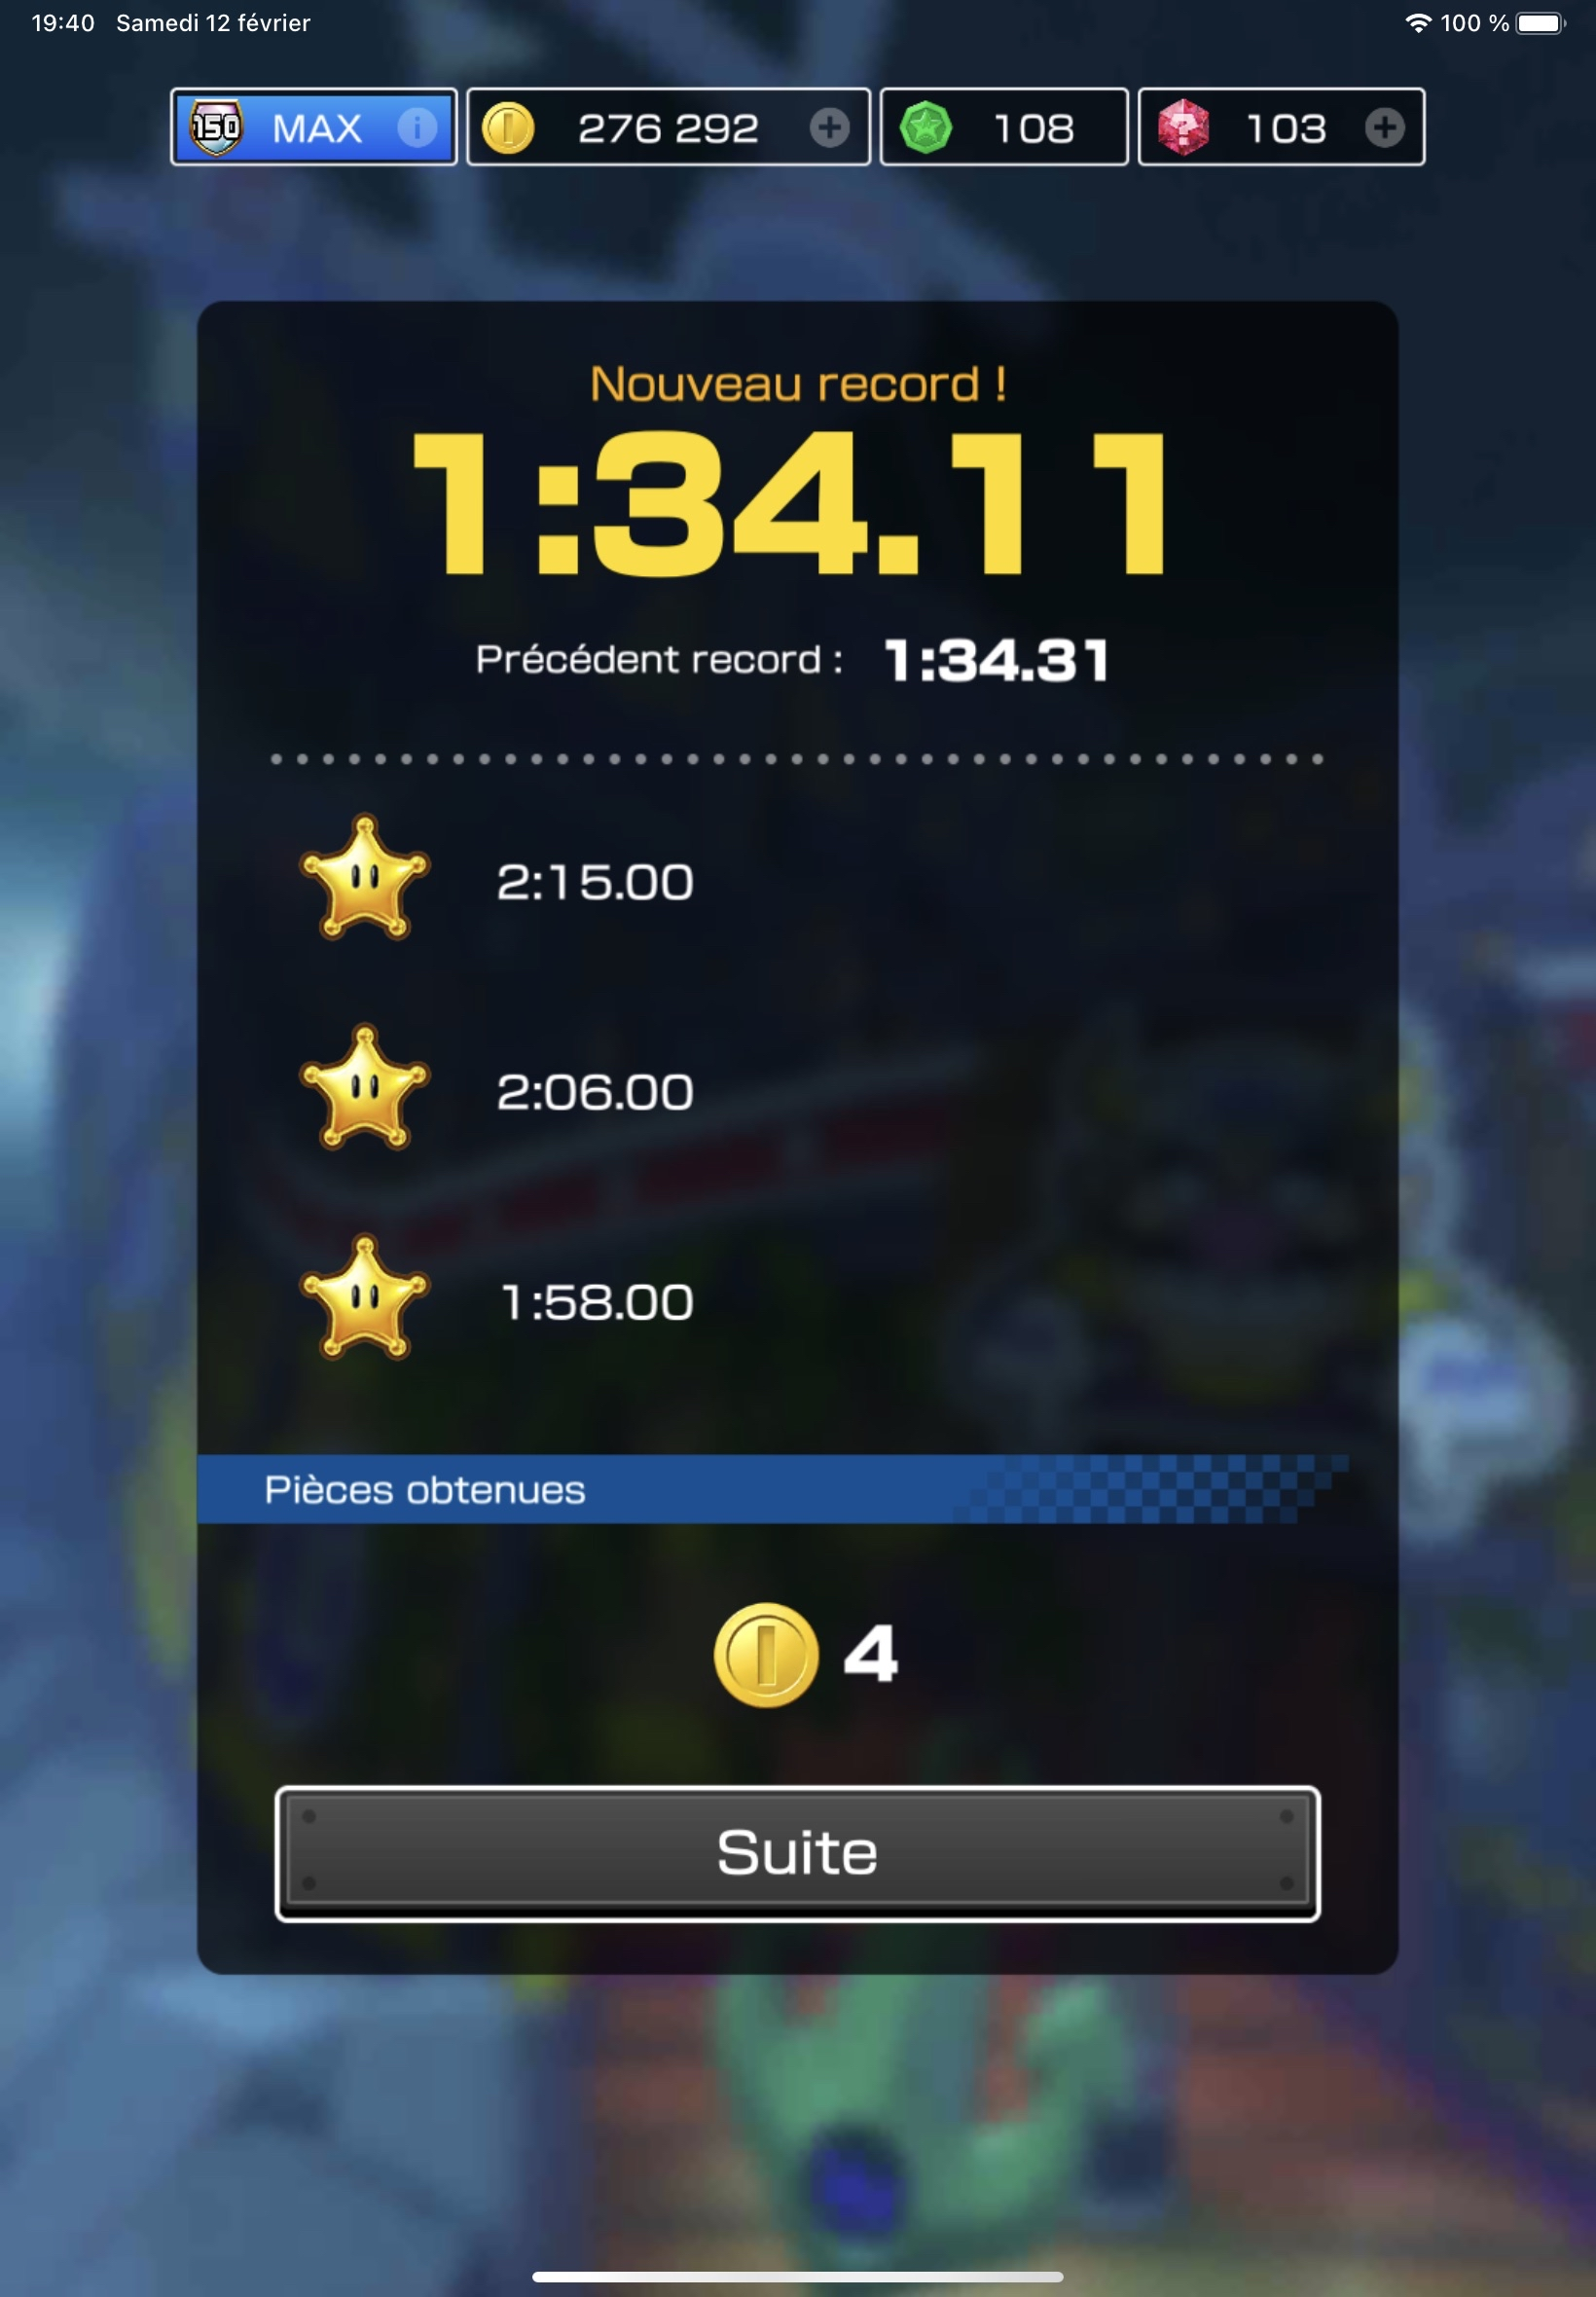 19:40 Samedi 12 février 100 %
150 MAX i 276 292 + 108 ? 103 +
Nouveau record !
1:34.11
Précédent record : 1:34.31
2:15.00
2:06.00
1:58.00
Pièces obtenues
4
Suite